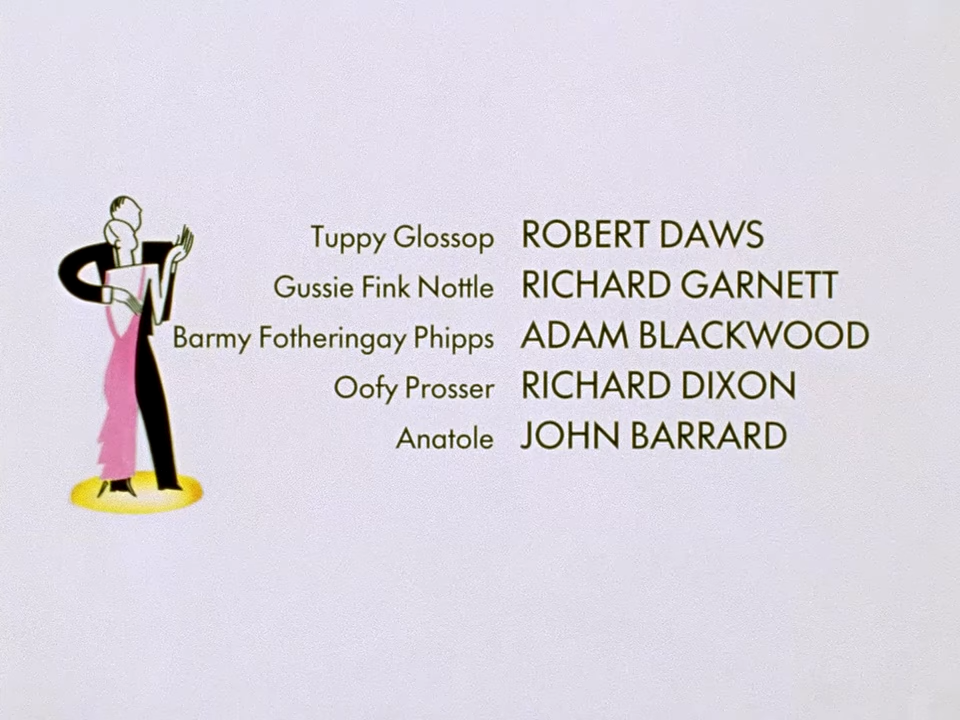 Tuppy Glossop ROBERT DAWS
Gussie Fink Nottle RICHARD GARNETT
Barmy Fotheringay Phipps ADAM BLACKWOOD
Oofy Prosser RICHARD DIXON
Anatole JOHN BARRARD